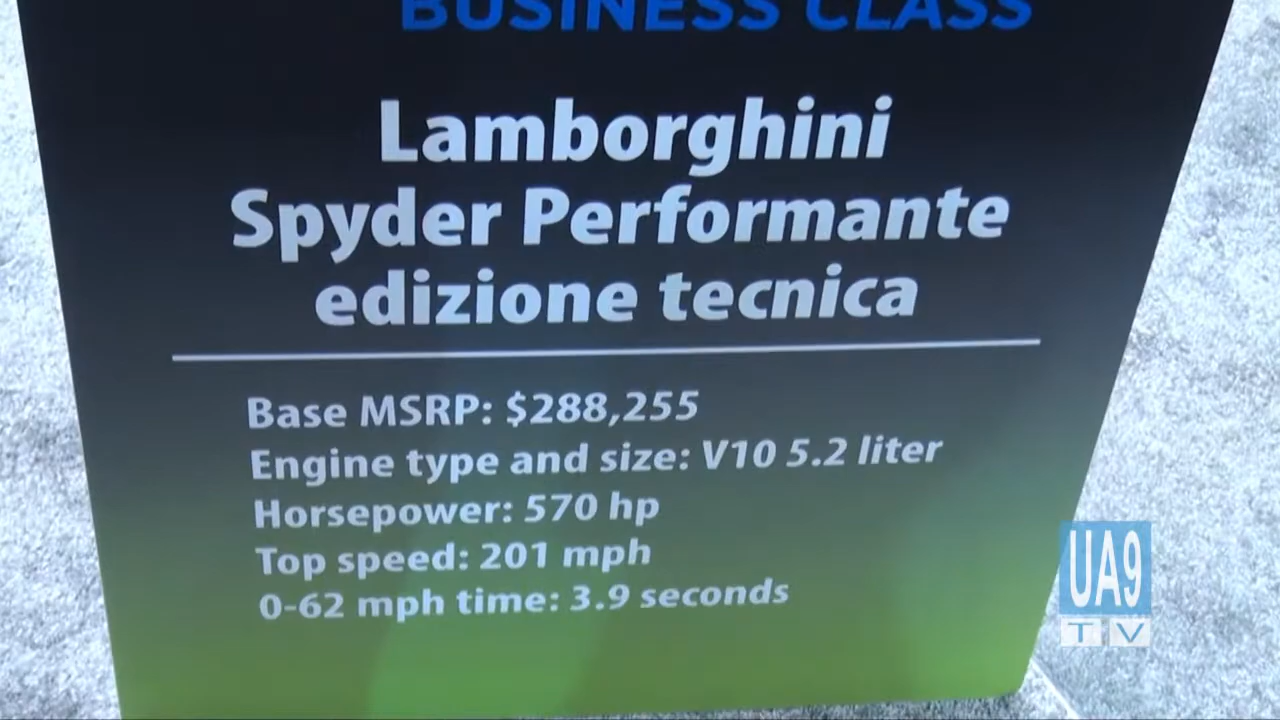 BUSINESS CLASS
Lamborghini
Spyder Performante
edizione tecnica
Base MSRP: $288,255
Engine type and size: V10 5.2 liter
Horsepower: 570 hp
Top speed: 201 mph
0-62 mph time: 3.9 seconds
UA9
TV